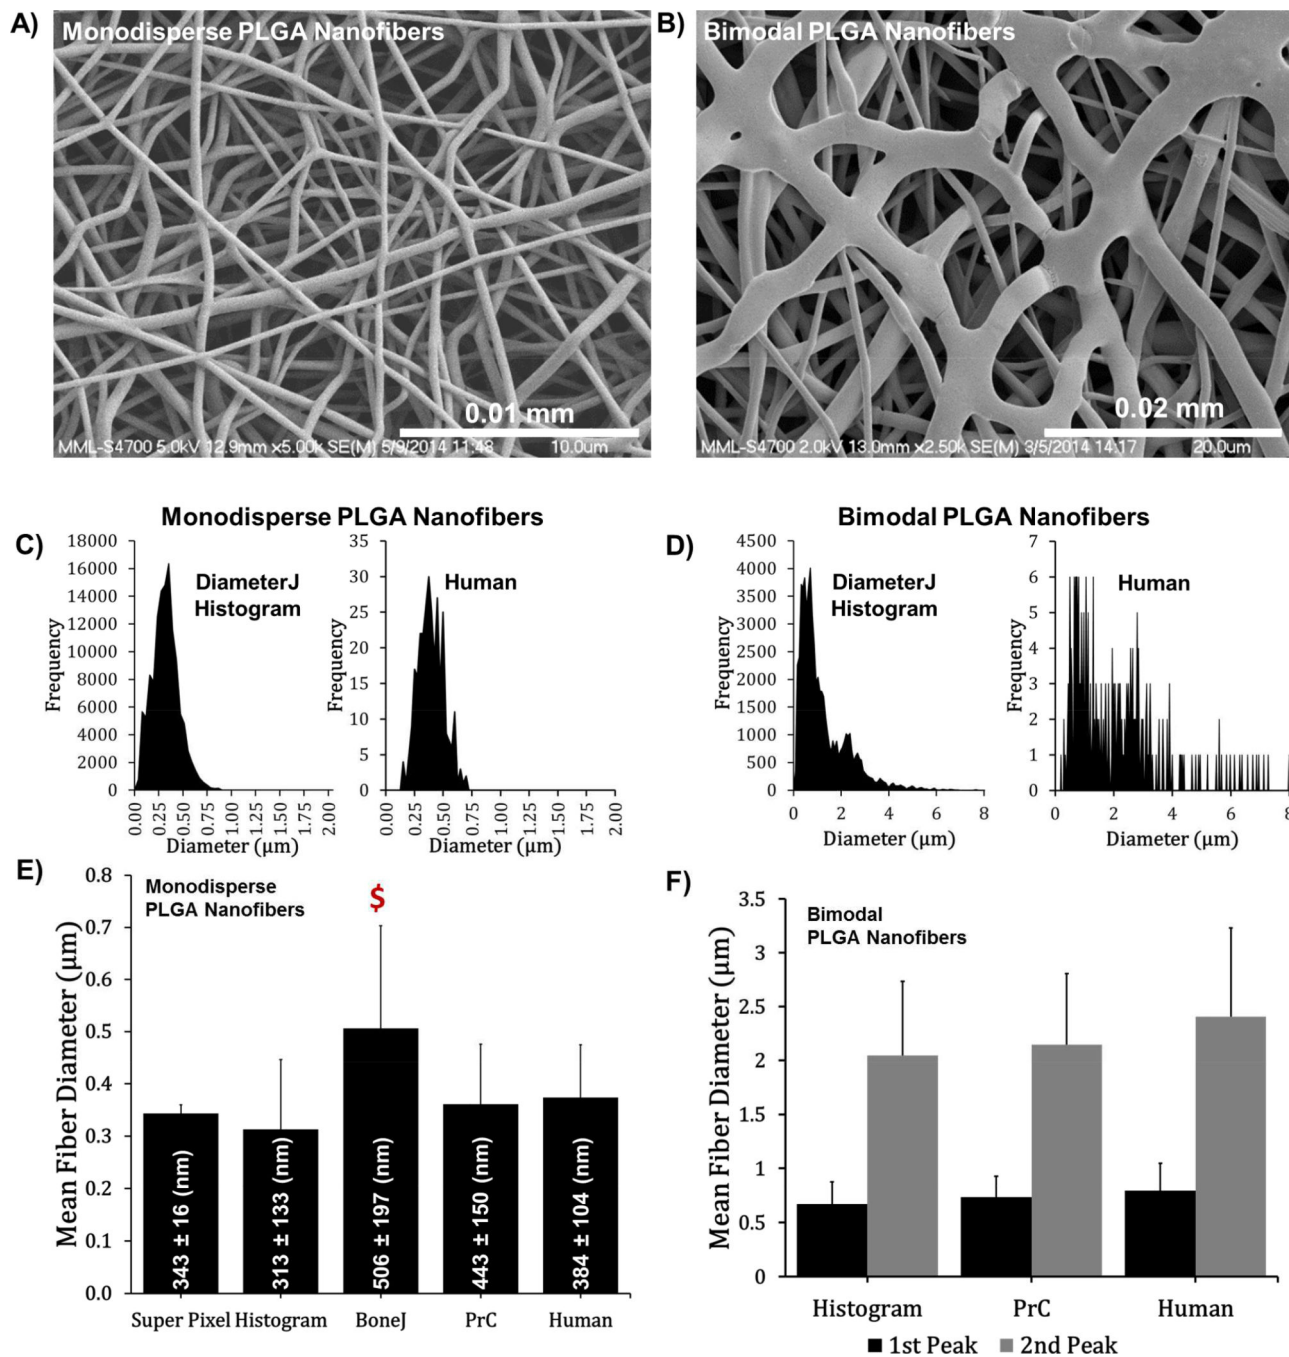 A)
Monodisperse PLGA Nanofibers
0.01 mm
MML-S4700 5.0kV 12.9mm x5.00k SE(M) 5/9/2014 11:48
10.0um
B)
Bimodal PLGA Nanofibers
0.02 mm
MML-S4700 2.0kV 13.0mm x2.50k SE(M) 3/5/2014 14:17
20.0um
Monodisperse PLGA Nanofibers
C)
18000
16000
14000
12000
10000
8000
6000
4000
2000
0
Frequency
DiameterJ
Histogram
0.00
0.25
0.50
0.75
1.00
1.25
1.50
1.75
2.00
Diameter (μm)
35
30
25
20
15
10
5
0
Frequency
Human
0.00
0.25
0.50
0.75
1.00
1.25
1.50
1.75
2.00
Diameter (μm)
Bimodal PLGA Nanofibers
D)
4500
4000
3500
3000
2500
2000
1500
1000
500
0
Frequency
DiameterJ
Histogram
0 2 4 6 8
Diameter (μm)
7
6
5
4
3
2
1
0
Frequency
Human
0 2 4 6 8
Diameter (μm)
E)
Monodisperse
PLGA Nanofibers
$
Mean Fiber Diameter (μm)
0.8
0.7
0.6
0.5
0.4
0.3
0.2
0.1
0.0
343 ± 16 (nm)
313 ± 133 (nm)
506 ± 197 (nm)
443 ± 150 (nm)
384 ± 104 (nm)
Super Pixel Histogram BoneJ PrC Human
F)
Bimodal
PLGA Nanofibers
Mean Fiber Diameter (μm)
3.5
3
2.5
2
1.5
1
0.5
0
Histogram PrC Human
1st Peak 2nd Peak